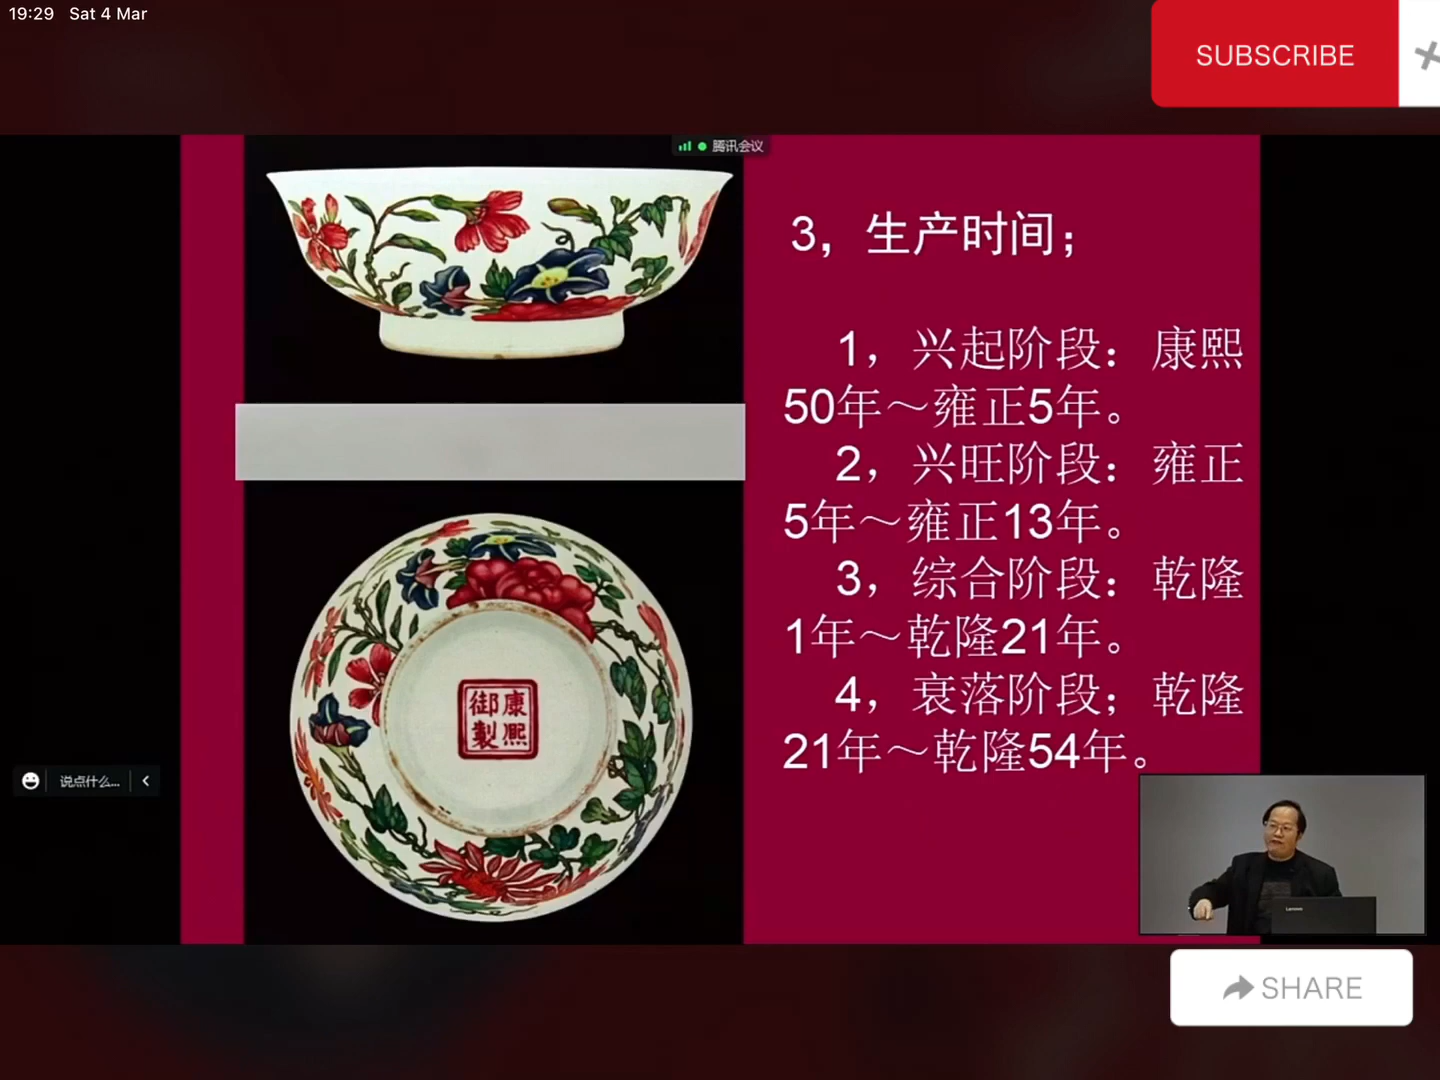 19:29 Sat 4 Mar
SUBSCRIBE
腾讯会议
3，生产时间；
1，兴起阶段：康熙
50年～雍正5年。
2，兴旺阶段：雍正
5年～雍正13年。
3，综合阶段：乾隆
1年～乾隆21年。
4，衰落阶段；乾隆
21年～乾隆54年。
康熙
御製
说点什么...
Lenovo
SHARE